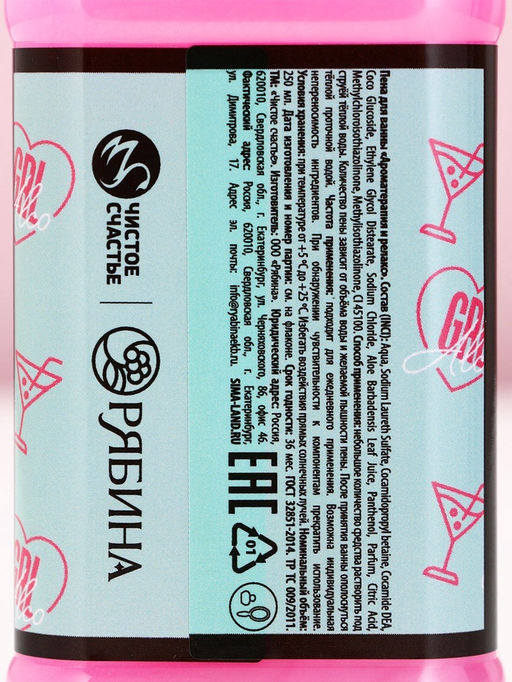 Пена для ванны «Ароматерапия и релакс». Состав (INCI): Aqua, Sodium Laureth Sulfate, Cocamidopropyl betaine, Cocamide DEA,
Coco Glucoside, Ethylene Glycol Distearate, Sodium Chloride, Aloe Barbadensis Leaf Juice, Panthenol, Parfum, Citric Acid,
Methylchloroisothiazolinone, Methylisothiazolinone, CI 45100. Способ применения: небольшое количество средства растворить под
струёй тёплой воды. Количество пены зависит от объёма воды и желаемой пышности пены. После принятия ванны ополоснуться
тёплой проточной водой. Частота применения: подходит для ежедневного применения. Возможна индивидуальная
непереносимость ингредиентов. При обнаружении чувствительности к компонентам прекратить использование.
Условия хранения: при температуре от +5 °C до +25 °C. Избегать воздействия прямых солнечных лучей. Номинальный объём:
250 мл. Дата изготовления и номер партии: см. на флаконе. Срок годности: 36 мес. ГОСТ 32851-2014. ТР ТС 009/2011.
ТМ: «Чистое счастье». Изготовитель: ООО «Рябина». Юридический адрес: Россия,
620010, Свердловская обл., г. Екатеринбург, ул. Черняховского, 86, офис 46.
Фактический адрес: Россия, 620010, Свердловская обл., г. Екатеринбург,
ул. Димитрова, 17. Адрес эл. почты: info@ryabinaekb.ru. SIMA-LAND.RU
EAC
01
ЧИСТОЕ
СЧАСТЬЕ
РЯБИНА